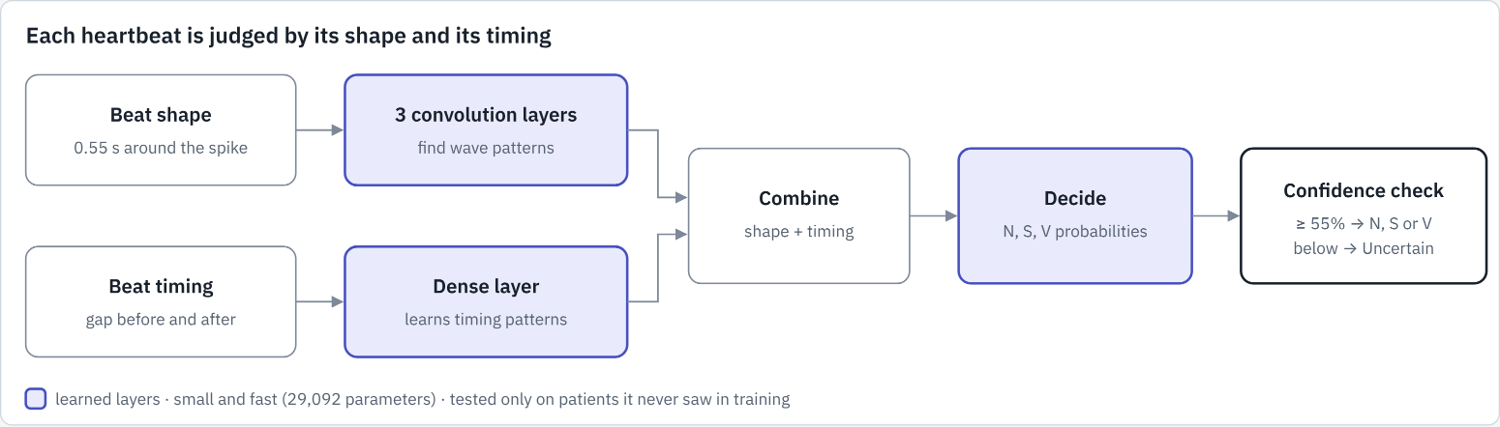 Each heartbeat is judged by its shape and its timing
Beat shape
0.55 s around the spike
3 convolution layers
find wave patterns
Beat timing
gap before and after
Dense layer
learns timing patterns
Combine
shape + timing
Decide
N, S, V probabilities
Confidence check
≥ 55% → N, S or V
below → Uncertain
learned layers · small and fast (29,092 parameters) · tested only on patients it never saw in training